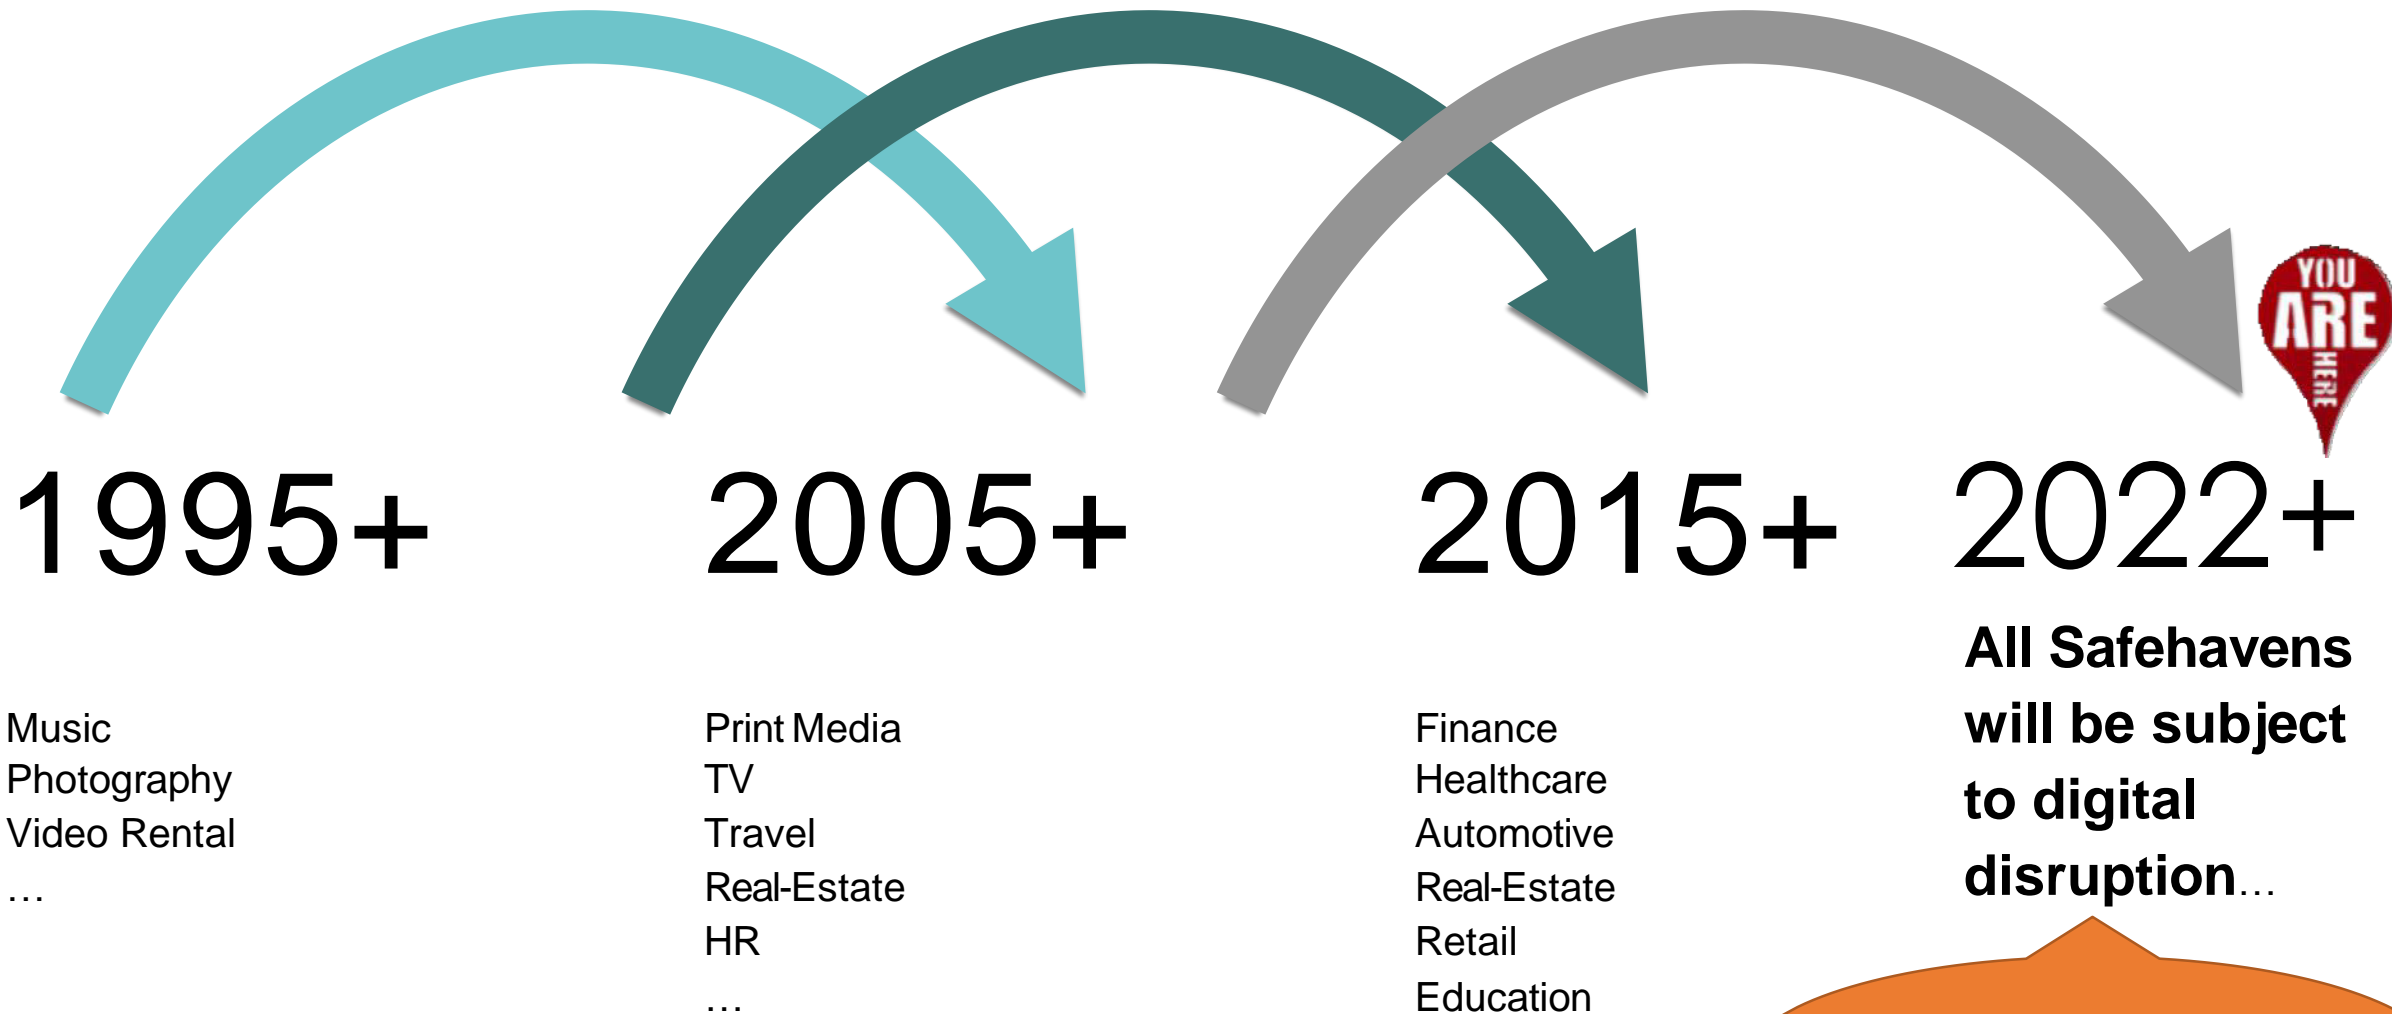 YOU
ARE
HERE
1995+
2005+
2015+
2022+
Music
Photography
Video Rental
…
Print Media
TV
Travel
Real-Estate
HR
…
Finance
Healthcare
Automotive
Real-Estate
Retail
Education
All Safehavens
will be subject
to digital
disruption…